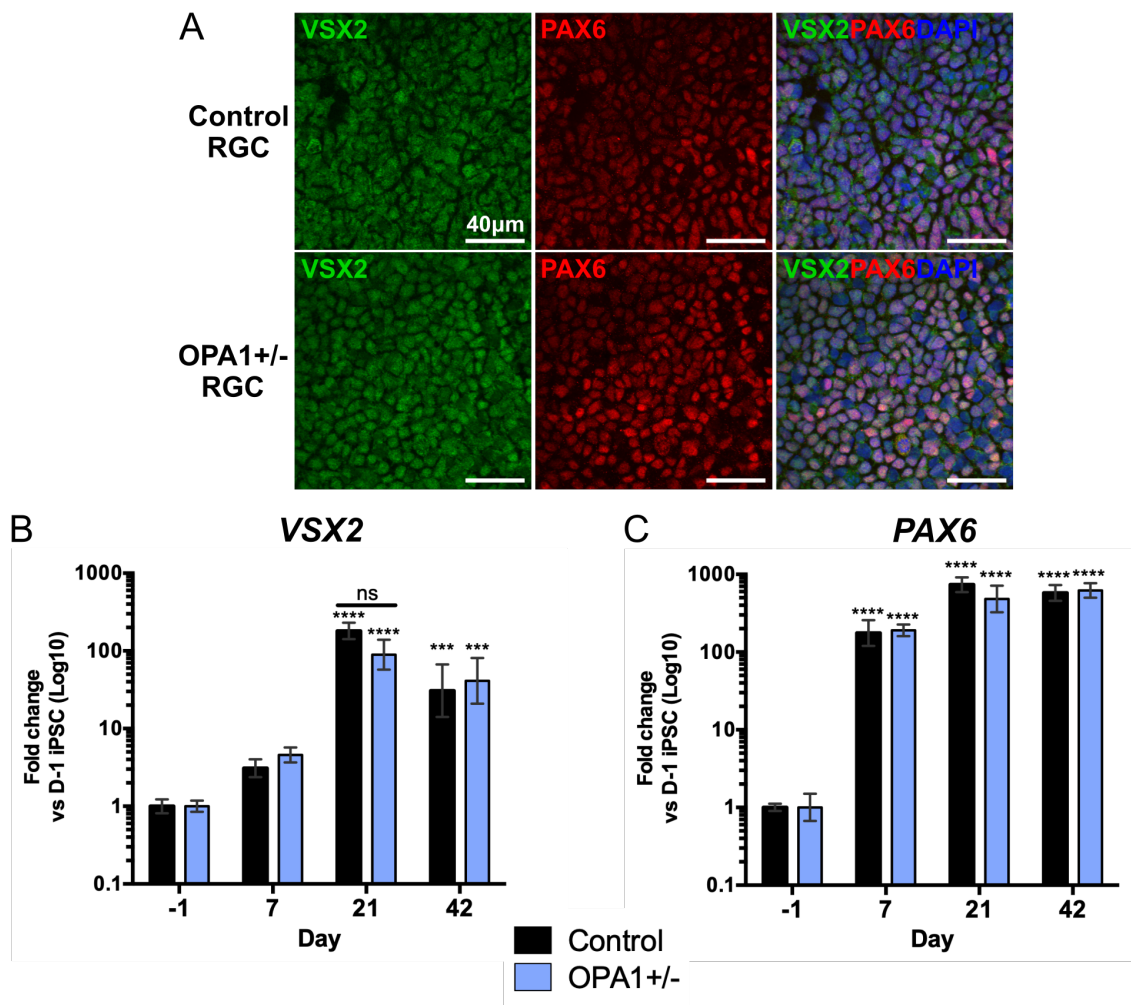 A
VSX2
PAX6
VSX2PAX6DAPI
Control
RGC
40µm
VSX2
PAX6
VSX2PAX6DAPI
OPA1+/-
RGC
B
VSX2
1000
100
10
1
0.1
Fold change
vs D-1 iPSC (Log10)
ns
****
****
***
***
-1
7
21
42
Day
C
PAX6
1000
100
10
1
0.1
Fold change
vs D-1 iPSC (Log10)
****
****
****
****
****
****
-1
7
21
42
Day
Control
OPA1+/-